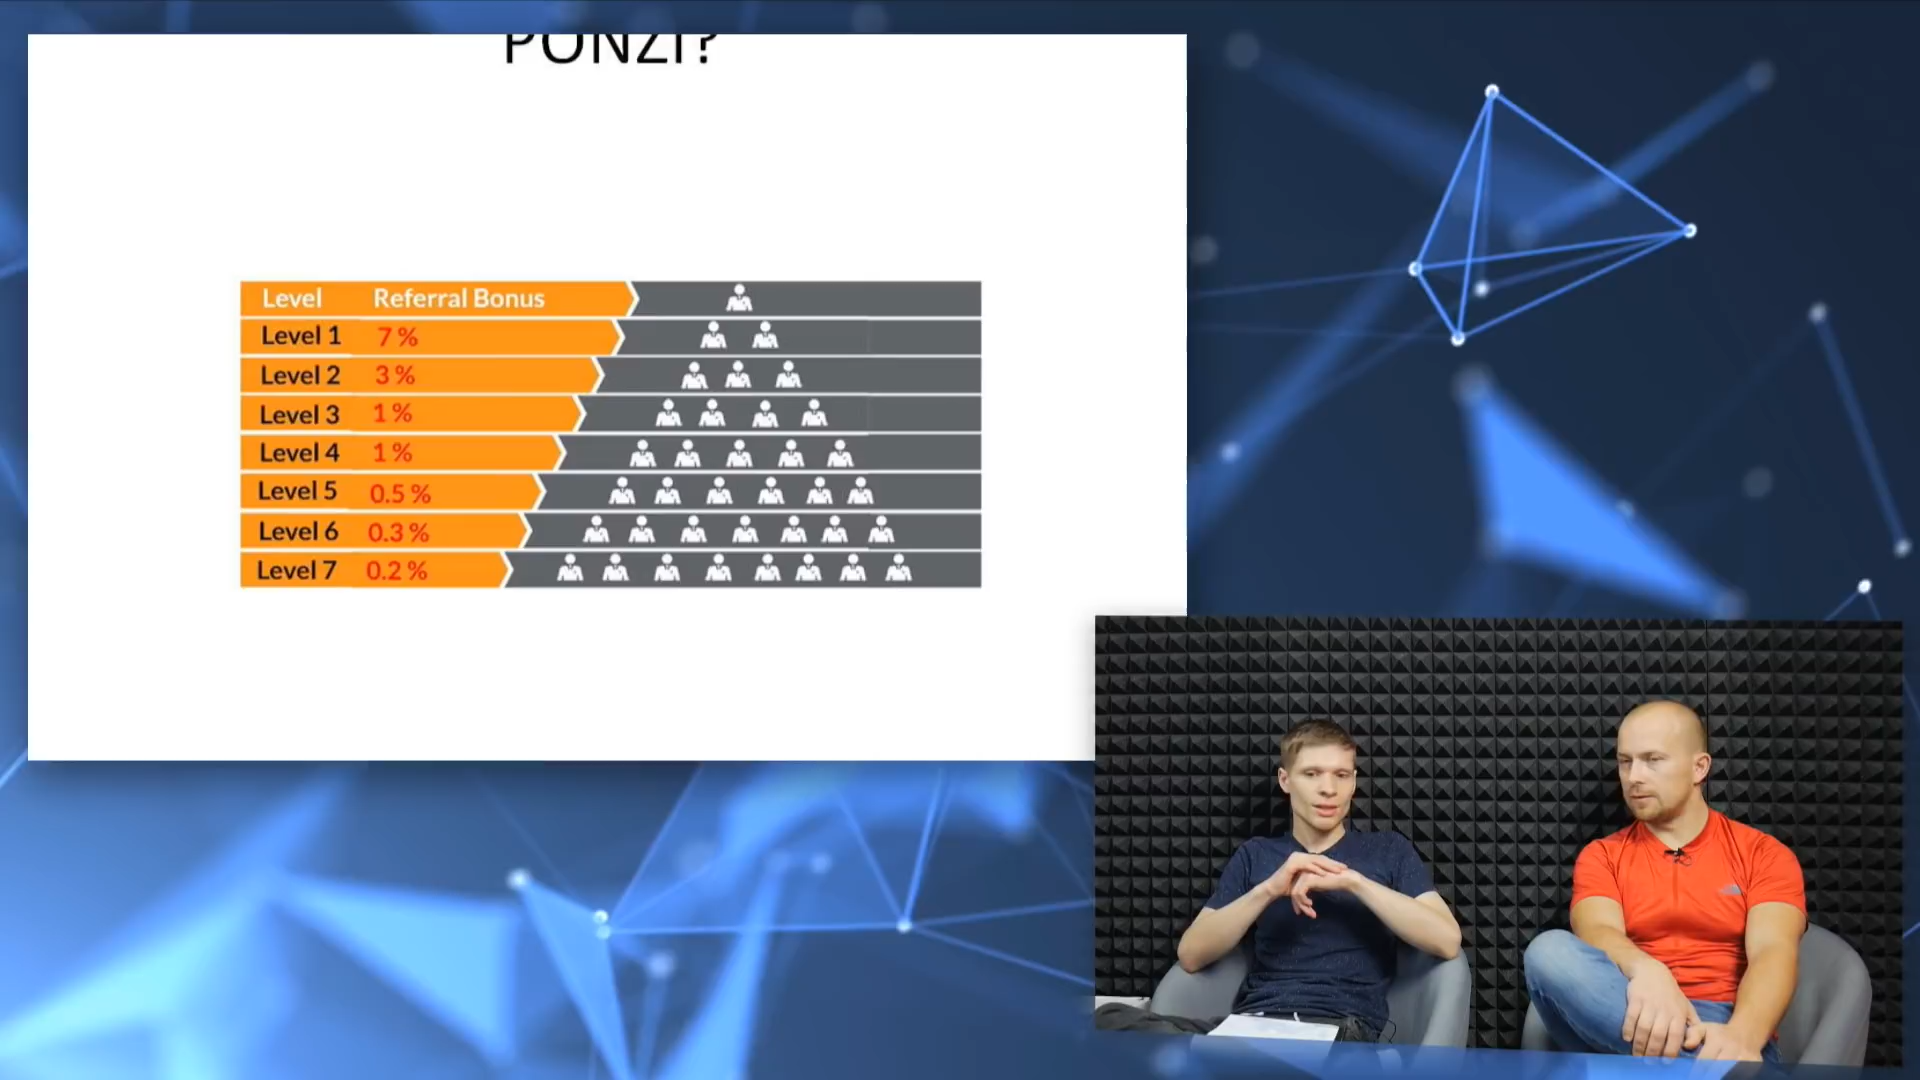 PONZI?
Level Referral Bonus
Level 1 7 %
Level 2 3 %
Level 3 1 %
Level 4 1 %
Level 5 0.5 %
Level 6 0.3 %
Level 7 0.2 %